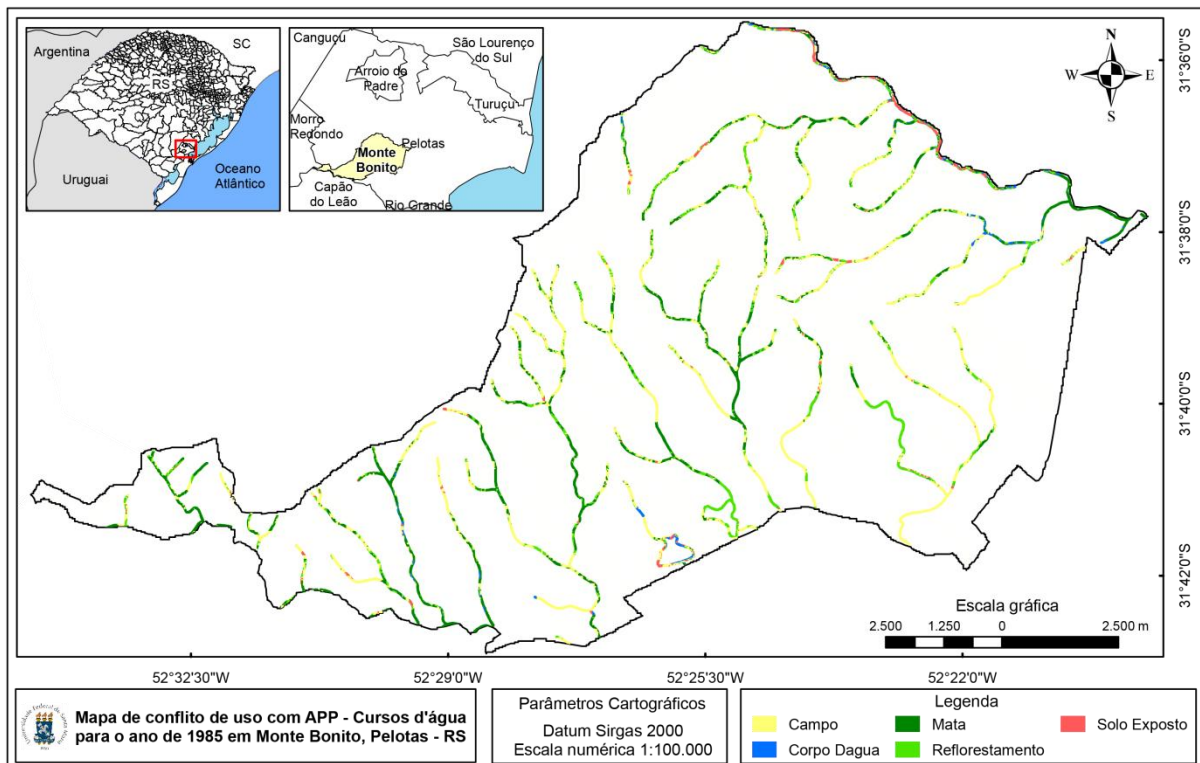 Argentina
SC
RS
Uruguai
Oceano
Atlântico
Canguçu
São Lourenço
do Sul
Arroio do
Padre
Turuçu
Morro
Redondo
Pelotas
Monte
Bonito
Capão
do Leão
Rio Grande
N
W
E
S
31°36'0"S
31°38'0"S
31°40'0"S
31°42'0"S
Escala gráfica
2.500 1.250 0 2.500 m
52°32'30"W 52°29'0"W 52°25'30"W 52°22'0"W
Mapa de conflito de uso com APP - Cursos d'água
para o ano de 1985 em Monte Bonito, Pelotas - RS
Parâmetros Cartográficos
Datum Sirgas 2000
Escala numérica 1:100.000
Legenda
Campo Mata Solo Exposto
Corpo Dagua Reflorestamento